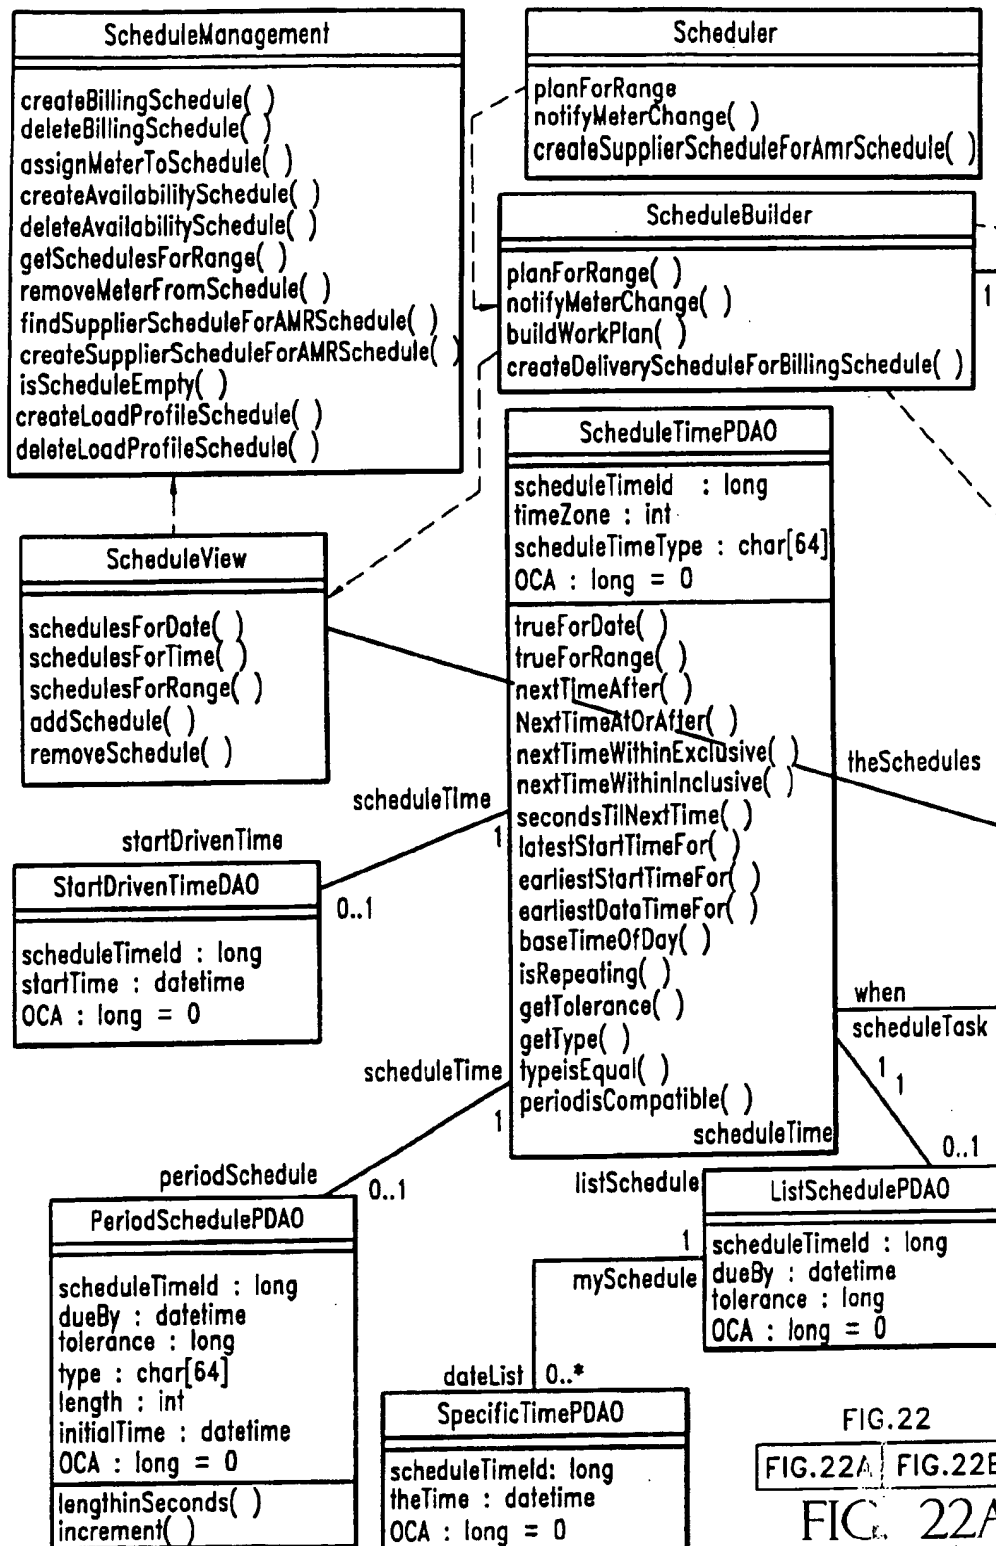 ScheduleManagement
createBillingSchedule( )
deleteBillingSchedule( )
assignMeterToSchedule( )
createAvailabilitySchedule( )
deleteAvailabilitySchedule( )
getSchedulesForRange( )
removeMeterFromSchedule( )
findSupplierScheduleForAMRSchedule( )
createSupplierScheduleForAMRSchedule( )
isScheduleEmpty( )
createLoadProfileSchedule( )
deleteLoadProfileSchedule( )
Scheduler
planForRange
notifyMeterChange( )
createSupplierScheduleForAmrSchedule( )
ScheduleBuilder
planForRange( )
notifyMeterChange( )
buildWorkPlan( )
createDeliveryScheduleForBillingSchedule( )
1
ScheduleView
schedulesForDate( )
schedulesForTime( )
schedulesForRange( )
addSchedule( )
removeSchedule( )
ScheduleTimePDAO
scheduleTimeId : long
timeZone : int
scheduleTimeType : char[64]
OCA : long = 0
trueForDate( )
trueForRange( )
nextTimeAfter( )
NextTimeAtOrAfter( )
nextTimeWithinExclusive( )
nextTimeWithinInclusive( )
secondsTilNextTime( )
latestStartTimeFor( )
earliestStartTimeFor( )
earliestDataTimeFor( )
baseTimeOfDay( )
isRepeating( )
getTolerance( )
getType( )
typeisEqual( )
periodisCompatible( )
scheduleTime
theSchedules
scheduleTime
1
startDrivenTime
0..1
StartDrivenTimeDAO
scheduleTimeId : long
startTime : datetime
OCA : long = 0
when
scheduleTask
1
1
0..1
scheduleTime
1
periodSchedule
0..1
PeriodSchedulePDAO
scheduleTimeId : long
dueBy : datetime
tolerance : long
type : char[64]
length : int
initialTime : datetime
OCA : long = 0
lengthinSeconds( )
increment( )
listSchedule
ListSchedulePDAO
scheduleTimeId : long
dueBy : datetime
tolerance : long
OCA : long = 0
1
mySchedule
dateList
0..*
SpecificTimePDAO
scheduleTimeId: long
theTime : datetime
OCA : long = 0
FIG.22
FIG.22A FIG.22B
FIG. 22A